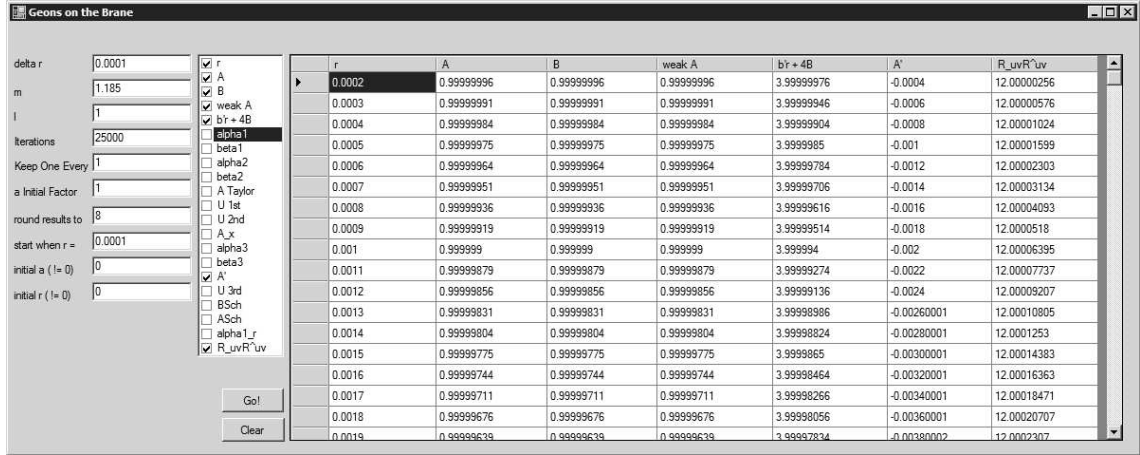 Geons on the Brane
delta r 0.0001
m 1.185
l 1
Iterations 25000
Keep One Every 1
a Initial Factor 1
round results to 8
start when r = 0.0001
initial a ( != 0) 0
initial r ( != 0) 0
r
A
B
weak A
b'r + 4B
alpha1
beta1
alpha2
beta2
A Taylor
U 1st
U 2nd
A_x
alpha3
beta3
A'
U 3rd
BSch
ASch
alpha1_r
R_uvR^uv
Go!
Clear
r A B weak A b'r + 4B A' R_uvR^uv
0.0002 0.99999996 0.99999996 0.99999996 3.99999976 -0.0004 12.00000256
0.0003 0.99999991 0.99999991 0.99999991 3.99999946 -0.0006 12.00000576
0.0004 0.99999984 0.99999984 0.99999984 3.99999904 -0.0008 12.00001024
0.0005 0.99999975 0.99999975 0.99999975 3.9999985 -0.001 12.00001599
0.0006 0.99999964 0.99999964 0.99999964 3.99999784 -0.0012 12.00002303
0.0007 0.99999951 0.99999951 0.99999951 3.99999706 -0.0014 12.00003134
0.0008 0.99999936 0.99999936 0.99999936 3.99999616 -0.0016 12.00004093
0.0009 0.99999919 0.99999919 0.99999919 3.99999514 -0.0018 12.0000518
0.001 0.999999 0.999999 0.999999 3.999994 -0.002 12.00006395
0.0011 0.99999879 0.99999879 0.99999879 3.99999274 -0.0022 12.00007737
0.0012 0.99999856 0.99999856 0.99999856 3.99999136 -0.0024 12.00009207
0.0013 0.99999831 0.99999831 0.99999831 3.99998986 -0.00260001 12.00010805
0.0014 0.99999804 0.99999804 0.99999804 3.99998824 -0.00280001 12.0001253
0.0015 0.99999775 0.99999775 0.99999775 3.9999865 -0.00300001 12.00014383
0.0016 0.99999744 0.99999744 0.99999744 3.99998464 -0.00320001 12.00016363
0.0017 0.99999711 0.99999711 0.99999711 3.99998266 -0.00340001 12.00018471
0.0018 0.99999676 0.99999676 0.99999676 3.99998056 -0.00360001 12.00020707
0.0019 0.99999639 0.99999639 0.99999639 3.99997834 -0.00380002 12.0002307